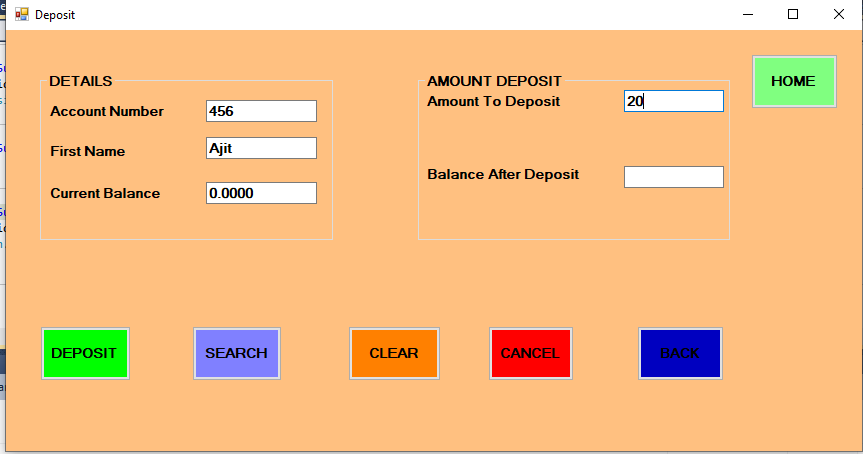 Deposit
DETAILS
Account Number 456
First Name Ajit
Current Balance 0.0000
AMOUNT DEPOSIT
Amount To Deposit 20
Balance After Deposit
HOME
DEPOSIT SEARCH CLEAR CANCEL BACK